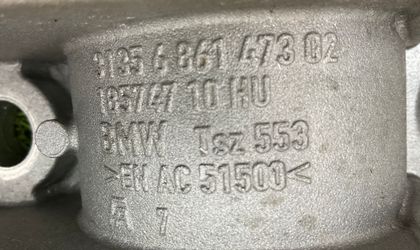 3135 6 861 473 02
185747 10 HU
BMW Tsz 553
>EN AC 51500<
A 7